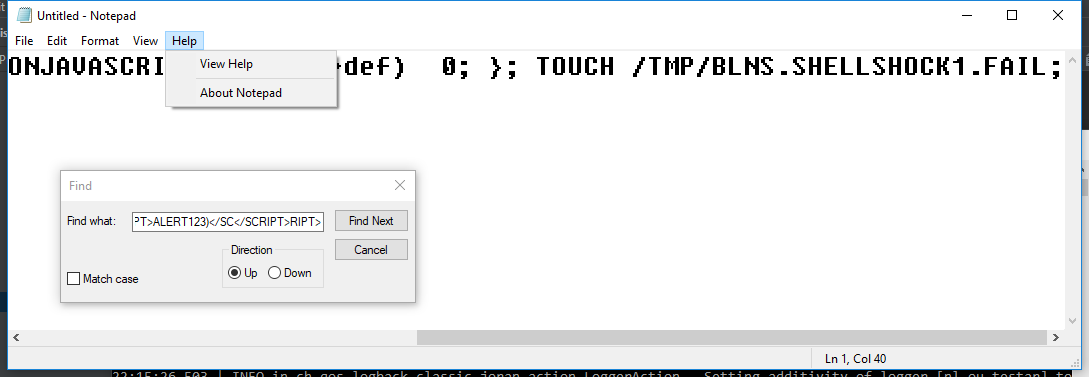 Untitled - Notepad
File Edit Format View Help
ONJAVASCRI def) 0; }; TOUCH /TMP/BLNS.SHELLSHOCK1.FAIL;
View Help
About Notepad
Find
Find what: PT>ALERT123)</SC</SCRIPT>RIPT>
Find Next
Direction
Cancel
Up Down
Match case
Ln 1, Col 40
22:15:26,503 | INFO in ch.qos.logback.classic.joran.action.LoggerAction - Setting additivity of logger [nl.ou.testar] to